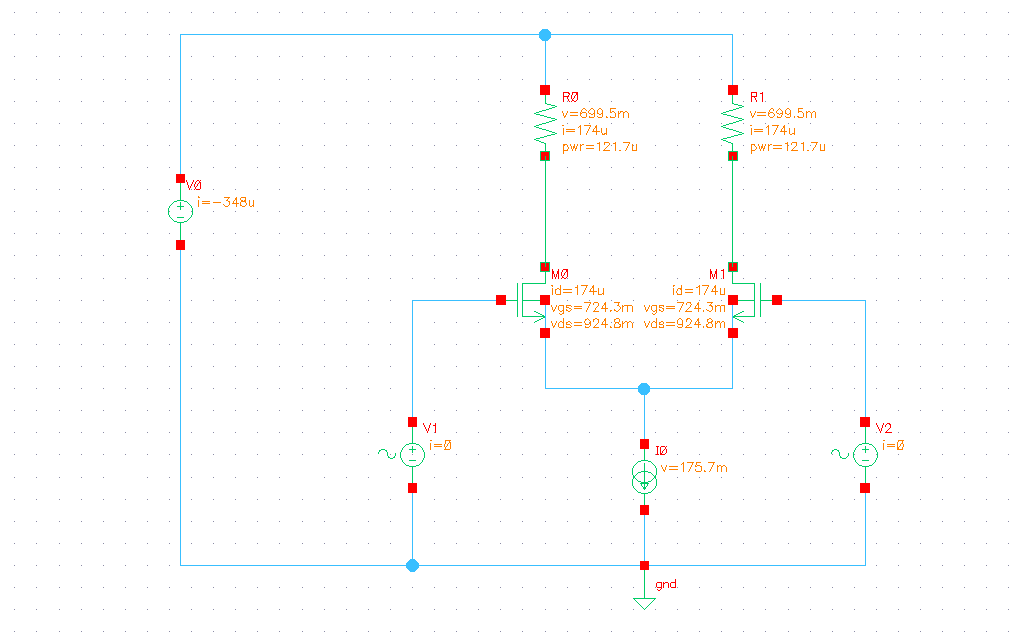 R0
v=699.5m
i=174u
pwr=121.7u
R1
v=699.5m
i=174u
pwr=121.7u
V0
i=-348u
M0
id=174u
vgs=724.3m
vds=924.8m
M1
id=174u
vgs=724.3m
vds=924.8m
V1
i=0
V2
i=0
I0
v=175.7m
gnd